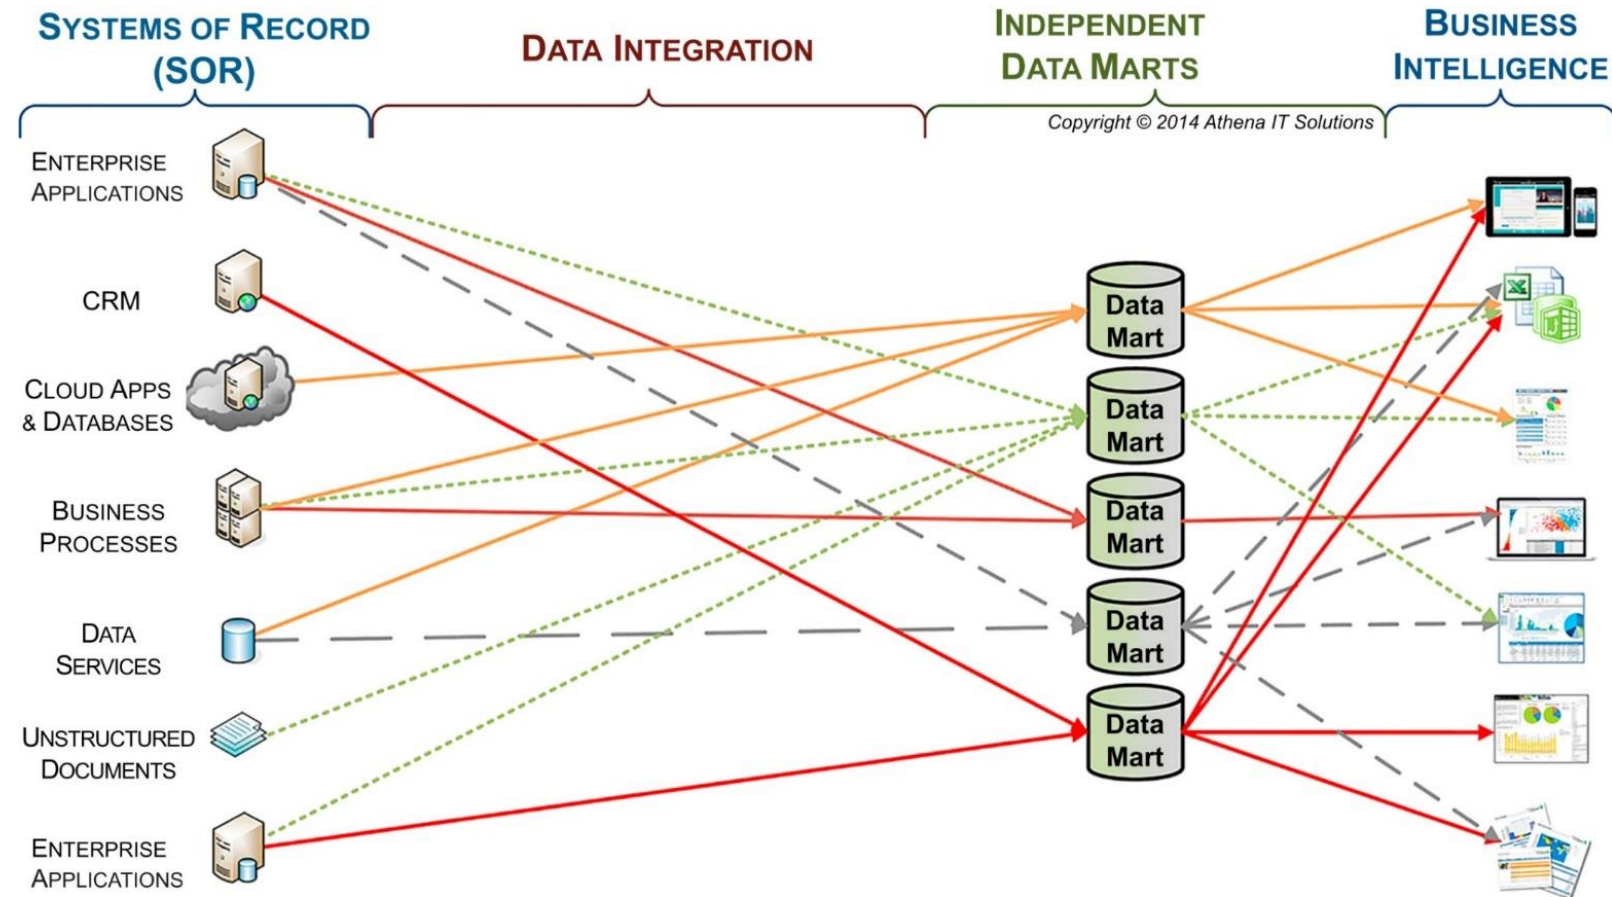 SYSTEMS OF RECORD
(SOR)
DATA INTEGRATION
INDEPENDENT
DATA MARTS
BUSINESS
INTELLIGENCE
Copyright © 2014 Athena IT Solutions
ENTERPRISE
APPLICATIONS
CRM
CLOUD APPS
& DATABASES
BUSINESS
PROCESSES
DATA
SERVICES
UNSTRUCTURED
DOCUMENTS
ENTERPRISE
APPLICATIONS
Data
Mart
Data
Mart
Data
Mart
Data
Mart
Data
Mart